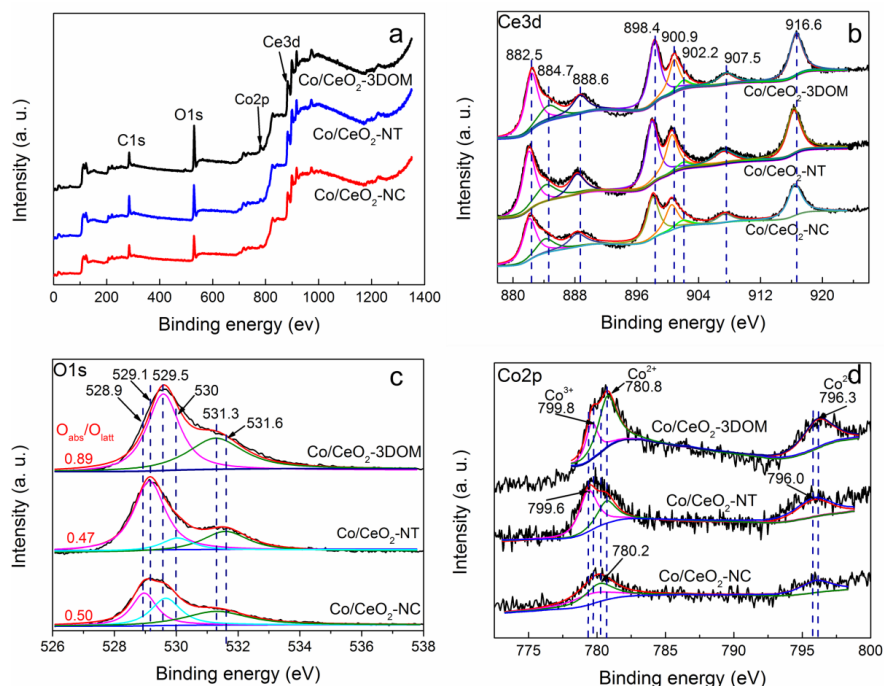 a
Ce3d
Co/CeO₂-3DOM
Co2p
O1s
C1s
Co/CeO₂-NT
Co/CeO₂-NC
Intensity (a. u.)
0 200 400 600 800 1000 1200 1400
Binding energy (ev)
Ce3d
b
898.4 900.9 916.6
882.5 902.2
884.7 888.6 907.5
Co/CeO₂-3DOM
Co/CeO₂-NT
Co/CeO₂-NC
Intensity (a. u.)
880 888 896 904 912 920
Binding energy (eV)
O1s
c
529.1 529.5
528.9 530
531.3
531.6
Oabs/Olatt
Co/CeO₂-3DOM
0.89
0.47
Co/CeO₂-NT
0.50
Co/CeO₂-NC
Intensity (a. u.)
526 528 530 532 534 536 538
Binding energy (eV)
Co2p
d
Co²⁺
Co³⁺ 780.8
799.8
Co²
796.3
Co/CeO₂-3DOM
796.0
Co/CeO₂-NT
799.6
780.2
Co/CeO₂-NC
Intensity (a. u.)
775 780 785 790 795 800
Binding energy (eV)